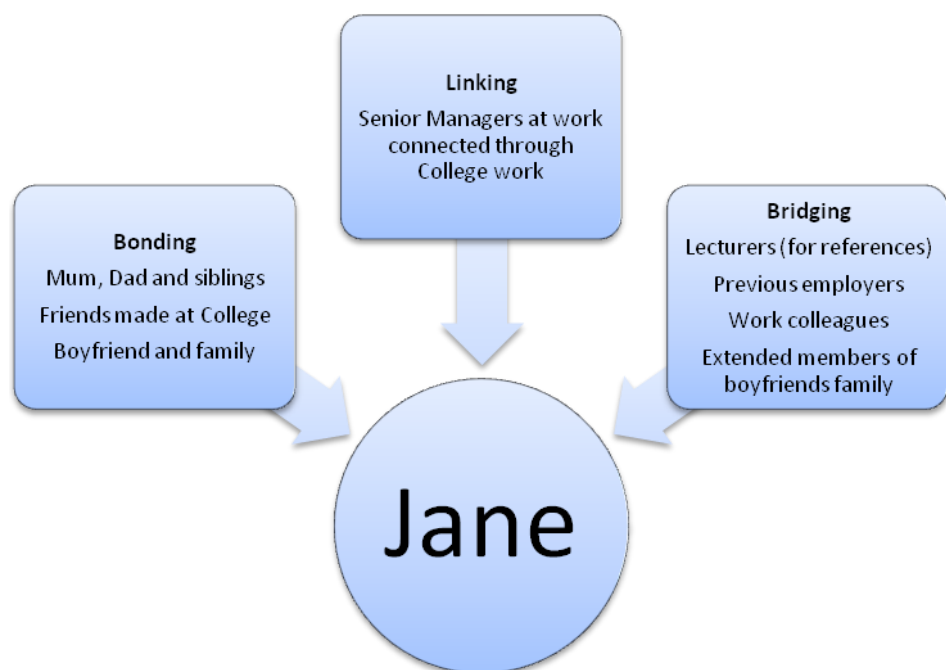 Linking
Senior Managers at work
connected through
College work
Bonding
Mum, Dad and siblings
Friends made at College
Boyfriend and family
Bridging
Lecturers (for references)
Previous employers
Work colleagues
Extended members of
boyfriends family
Jane